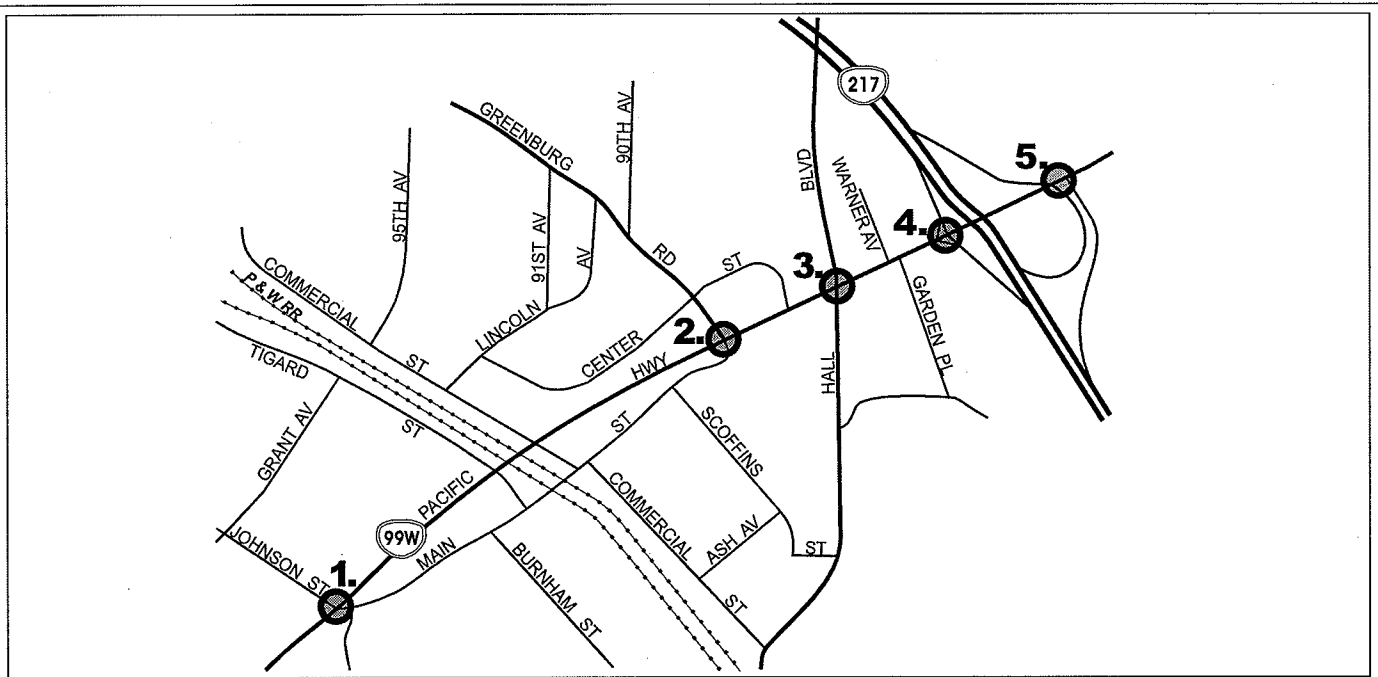 217
GREENBURG
90TH AV
BLVD
WARNER AV
5.
95TH AV
4.
91ST AV
AV
RD
ST
3.
COMMERCIAL
P & W RR
LINCOLN
GARDEN PL
2.
CENTER
HWY
TIGARD
ST
HALL
GRANT AV
ST
ST
SCOFFINS
PACIFIC
COMMERCIAL
99W
ASH AV
JOHNSON ST
MAIN
BURNHAM ST
ST
1.
ST